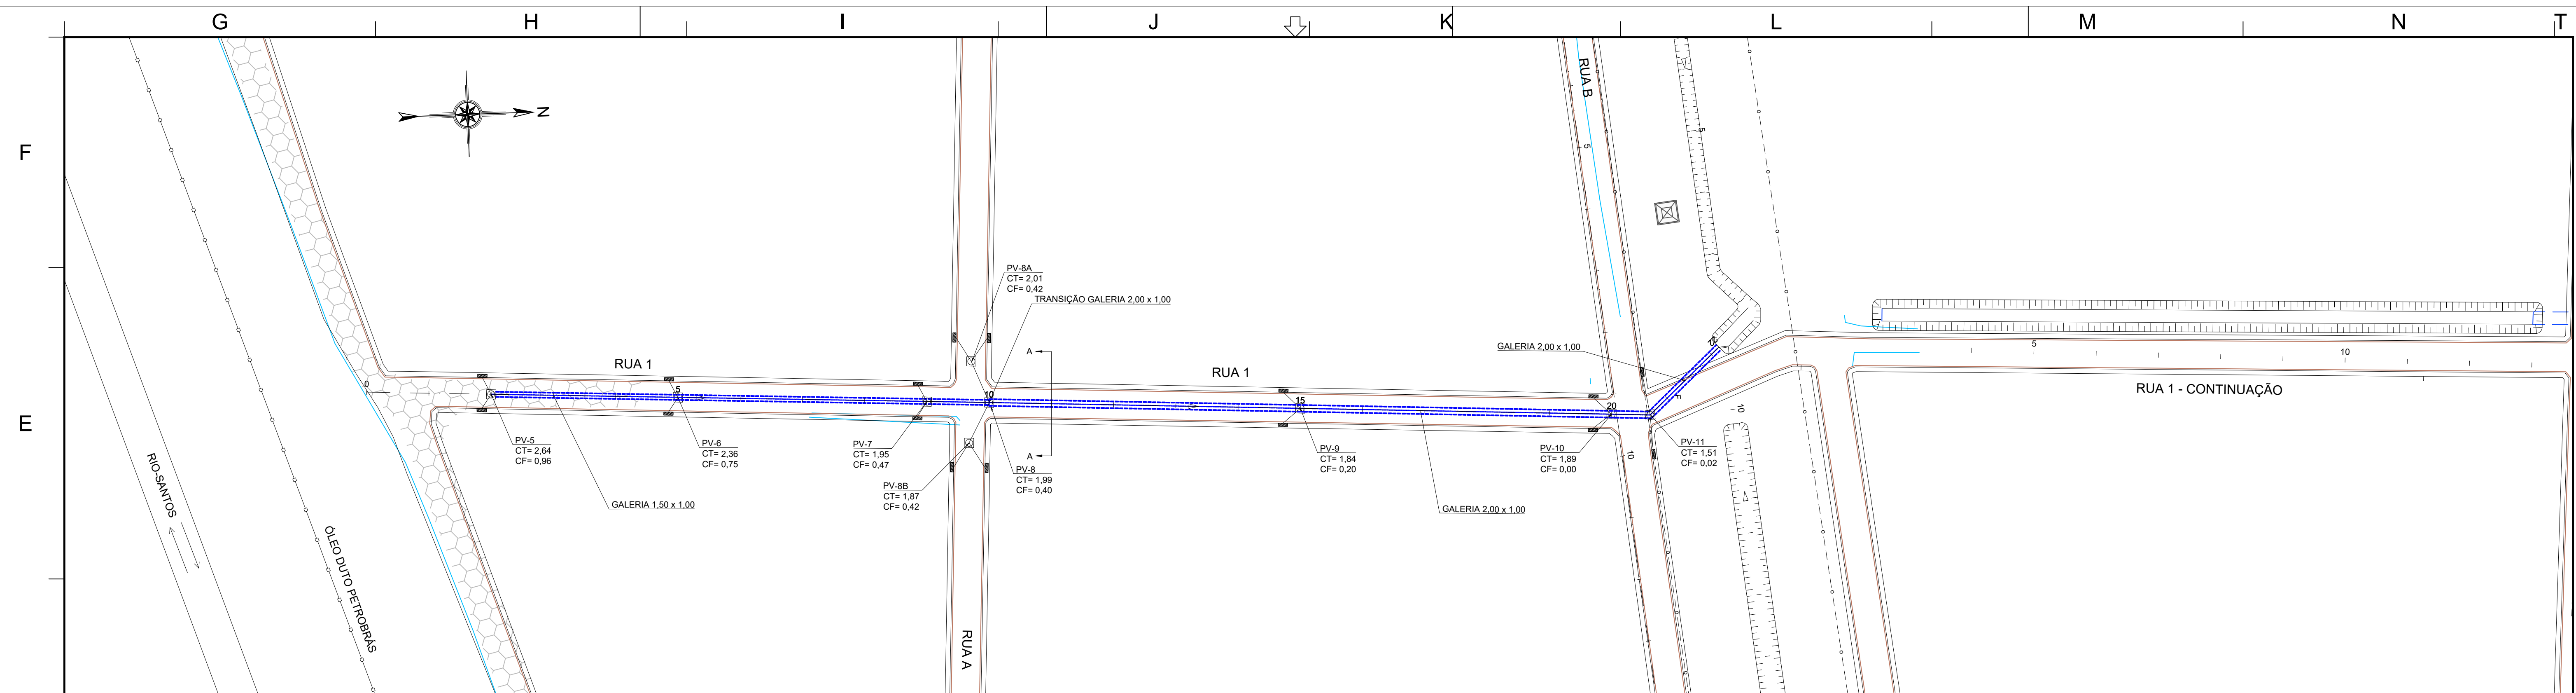 G
H
I
J
K
L
M
N
T
F
E
N
RUA B
5
5
PV-8A
CT= 2,01
CF= 0,42
TRANSIÇÃO GALERIA 2,00 x 1,00
GALERIA 2,00 x 1,00
RUA 1
RUA 1
A
A
0
5
10
15
20
5
10
RUA 1 - CONTINUAÇÃO
PV-5
CT= 2,64
CF= 0,96
PV-6
CT= 2,36
CF= 0,75
PV-7
CT= 1,95
CF= 0,47
PV-8B
CT= 1,87
CF= 0,42
PV-8
CT= 1,99
CF= 0,40
PV-9
CT= 1,84
CF= 0,20
PV-10
CT= 1,89
CF= 0,00
PV-11
CT= 1,51
CF= 0,02
10
10
GALERIA 1,50 x 1,00
GALERIA 2,00 x 1,00
RIO-SANTOS
ÓLEO DUTO PETROBRÁS
RUA A